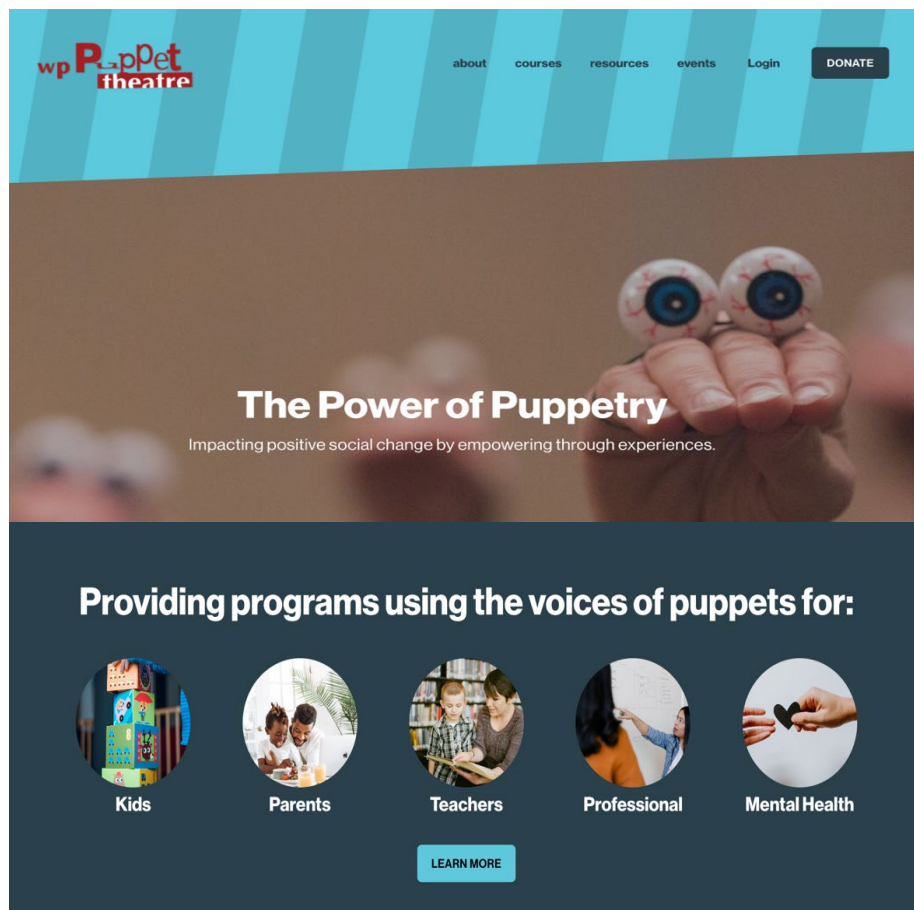 wp Puppet
theatre
about courses resources events Login DONATE
The Power of Puppetry
Impacting positive social change by empowering through experiences.
Providing programs using the voices of puppets for:
Kids Parents Teachers Professional Mental Health
LEARN MORE